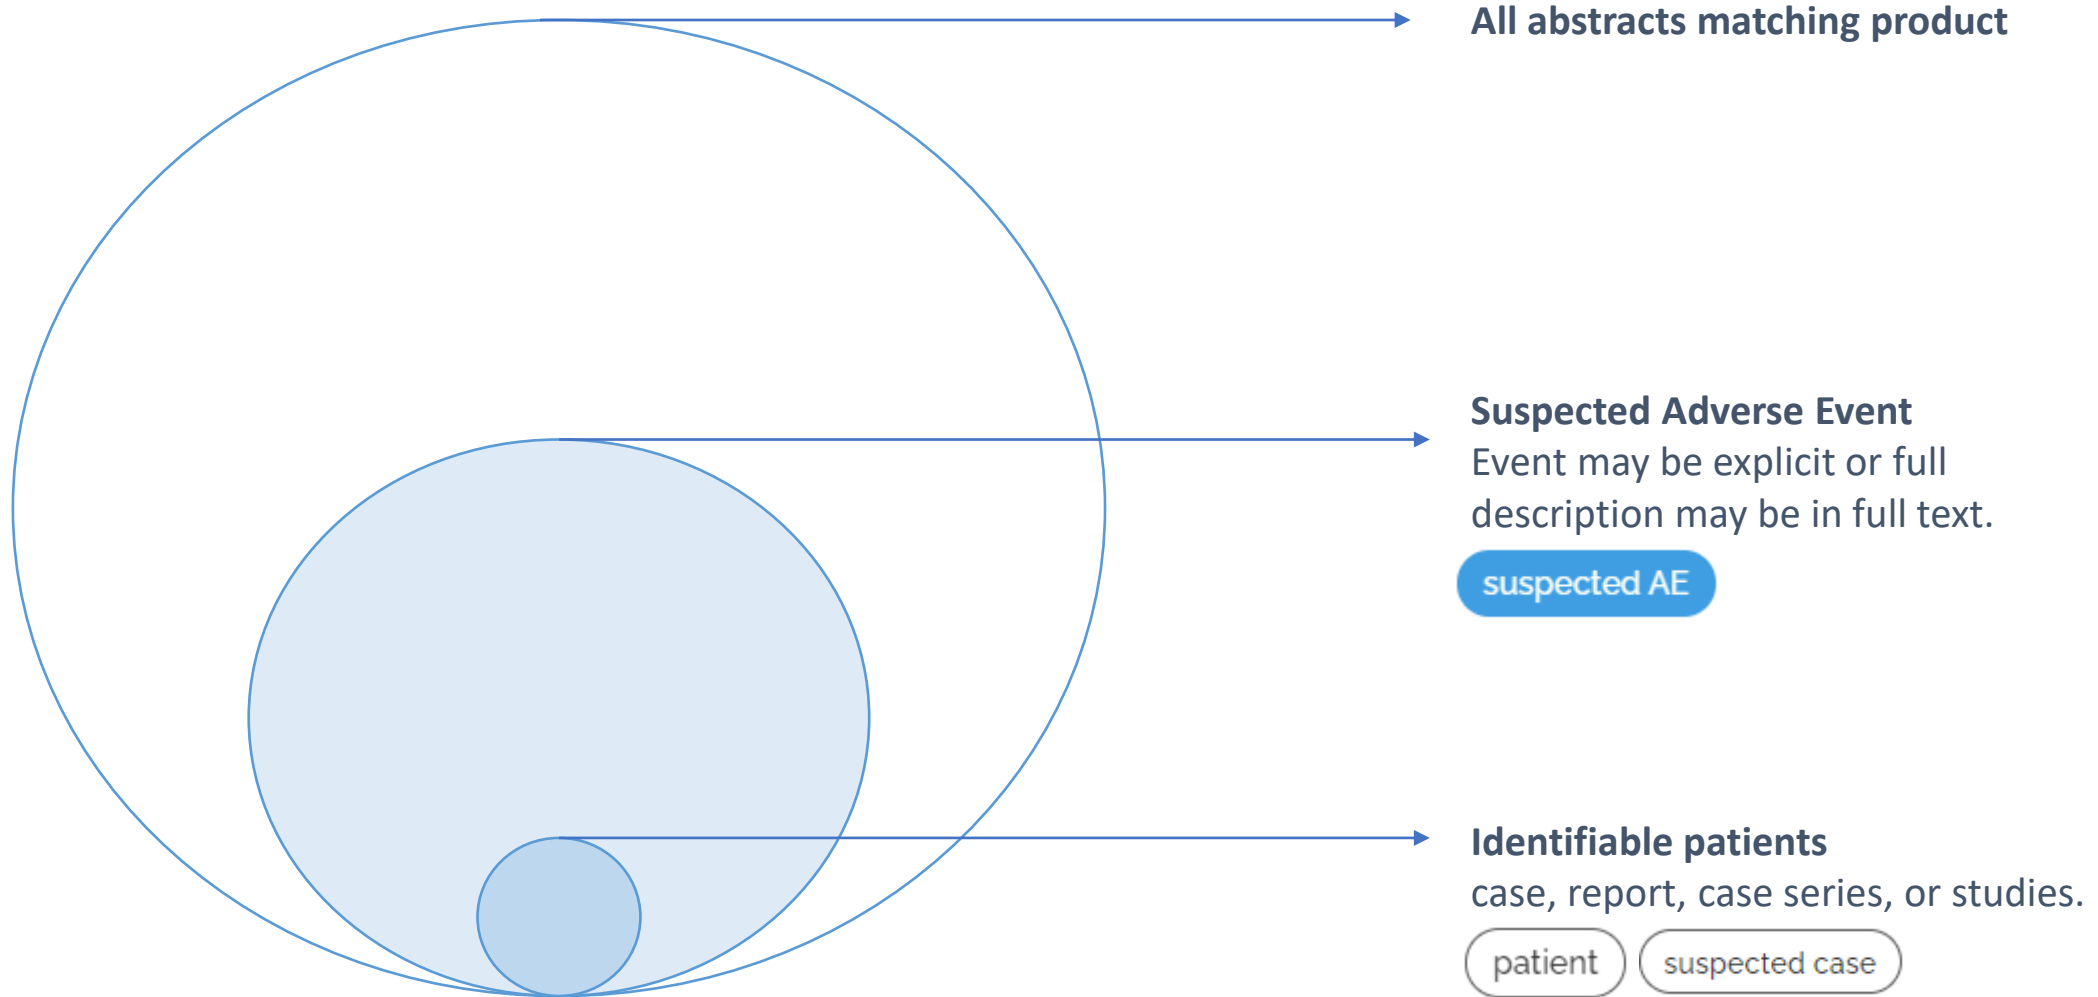 All abstracts matching product
Suspected Adverse Event
Event may be explicit or full
description may be in full text.
suspected AE
Identifiable patients
case, report, case series, or studies.
patient
suspected case